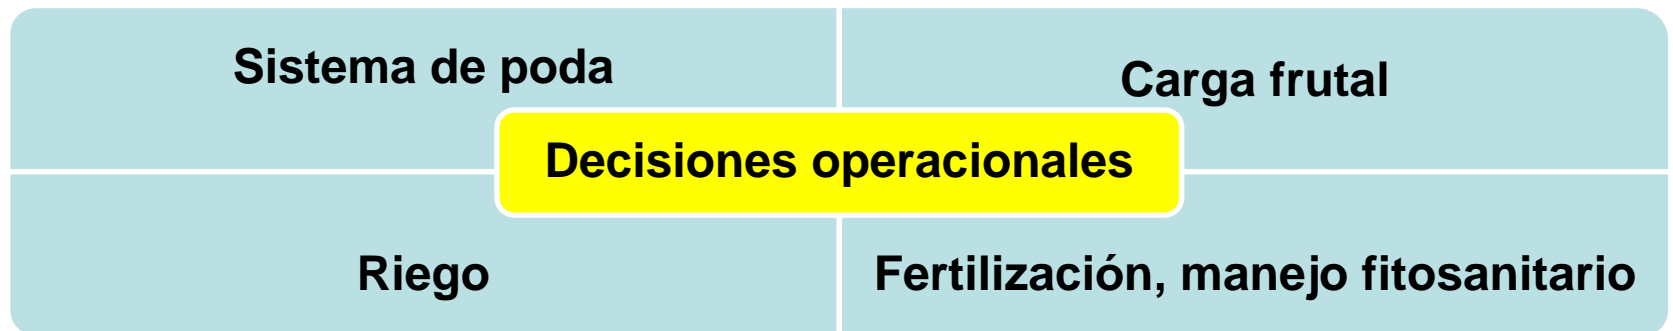 Sistema de poda
Carga frutal
Decisiones operacionales
Riego
Fertilización, manejo fitosanitario